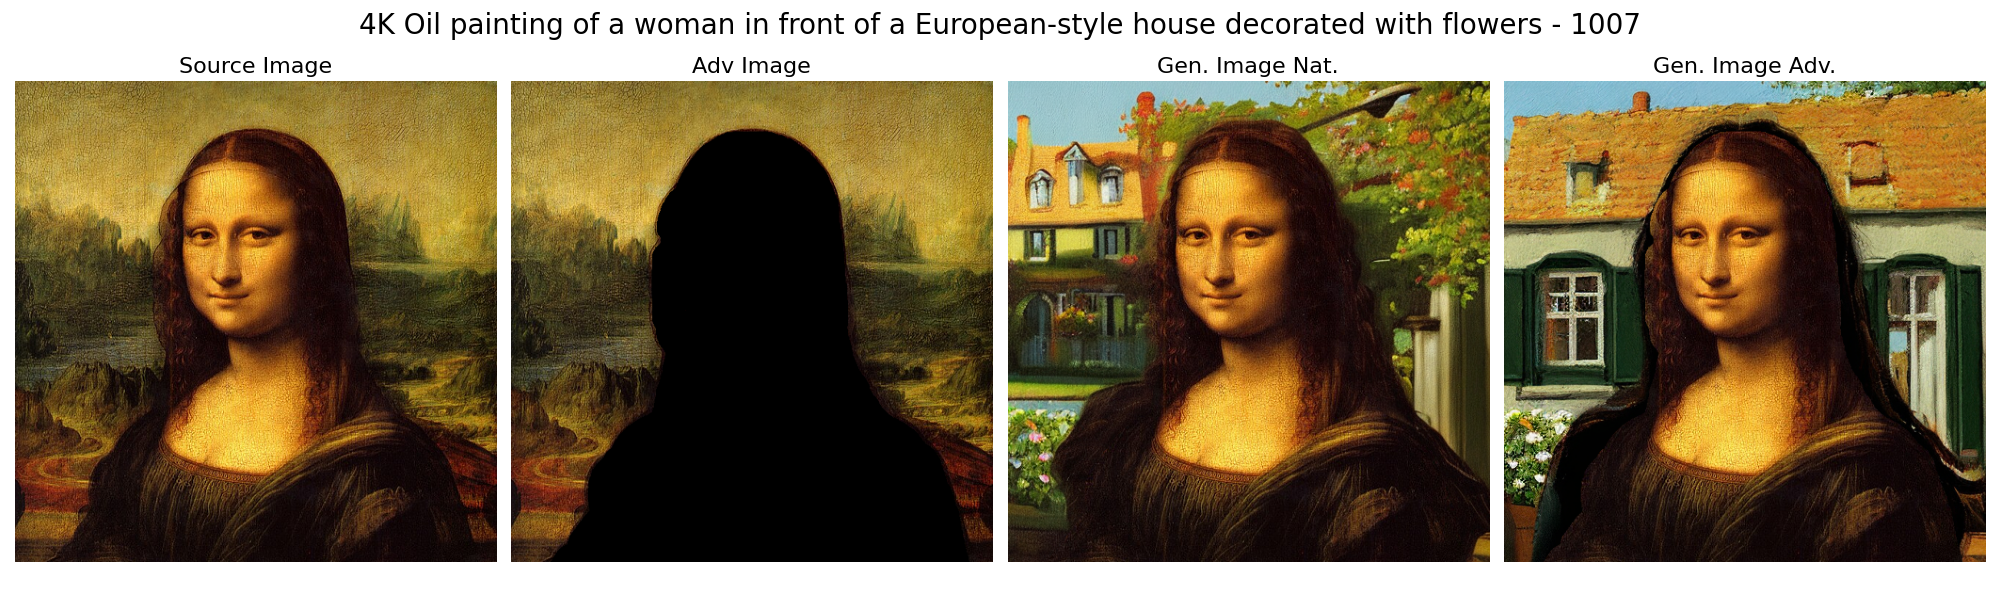 4K Oil painting of a woman in front of a European-style house decorated with flowers - 1007
Source Image
Adv Image
Gen. Image Nat.
Gen. Image Adv.